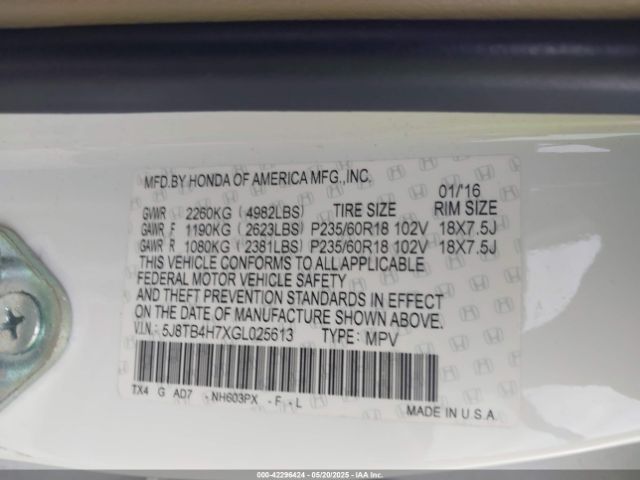 MFD.BY HONDA OF AMERICA MFG.,INC. 01/'16
GVWR 2260KG (4982LBS) TIRE SIZE RIM SIZE
GAWR F 1190KG (2623LBS) P235/60R18 102V 18X7.5J
GAWR R 1080KG (2381LBS) P235/60R18 102V 18X7.5J
THIS VEHICLE CONFORMS TO ALL APPLICABLE
FEDERAL MOTOR VEHICLE SAFETY
AND THEFT PREVENTION STANDARDS IN EFFECT
ON THE DATE OF MANUFACTURE SHOWN ABOVE.
V.I.N.: 5J8TB4H7XGL025613 TYPE: MPV
TX4 G AD7 - NH603PX - F - L
MADE IN U.S.A
000-42296424 - 05/20/2025 - IAAI.COM